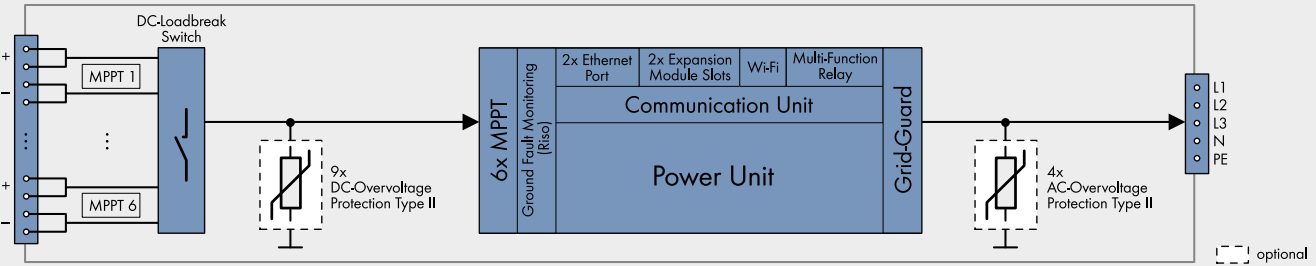 DC-Loadbreak
Switch
+
MPPT 1
−
+
MPPT 6
−
9x
DC-Overvoltage
Protection Type II
6x MPPT
Ground Fault Monitoring
(Riso)
2x Ethernet
Port
2x Expansion
Module Slots
Wi-Fi
Multi-Function
Relay
Communication Unit
Power Unit
Grid-Guard
4x
AC-Overvoltage
Protection Type II
L1
L2
L3
N
PE
optional